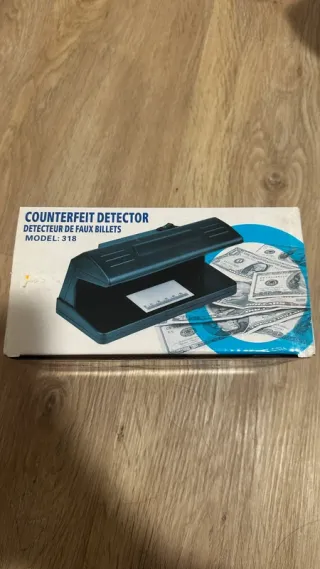 COUNTERFEIT DETECTOR
DETECTEUR DE FAUX BILLETS
MODEL: 318